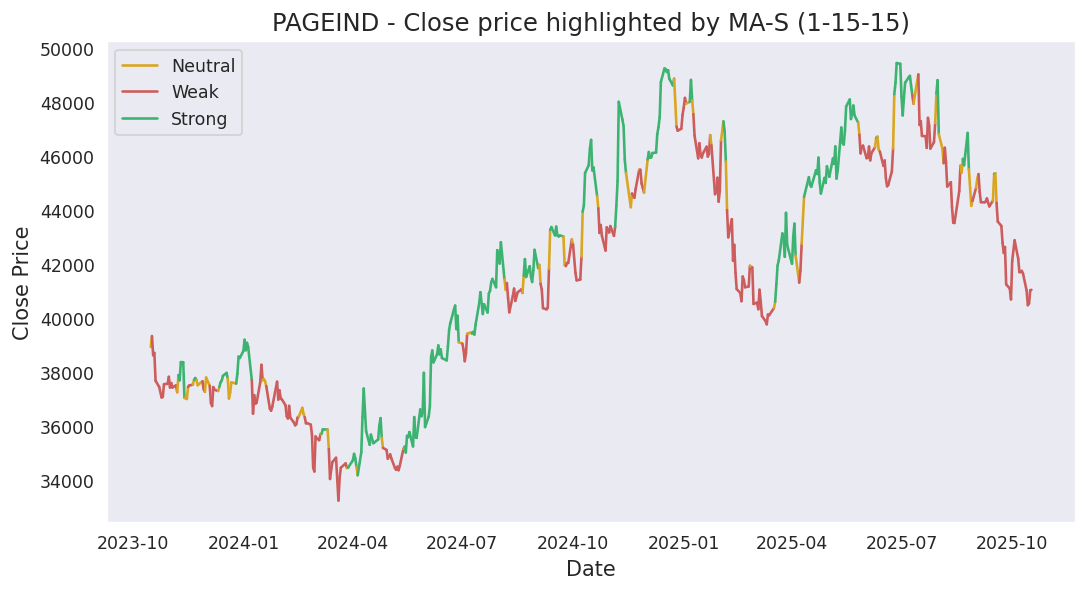 PAGEIND - Close price highlighted by MA-S (1-15-15)
Neutral
Weak
Strong
50000
48000
46000
44000
42000
40000
38000
36000
34000
Close Price
2023-10 2024-01 2024-04 2024-07 2024-10 2025-01 2025-04 2025-07 2025-10
Date